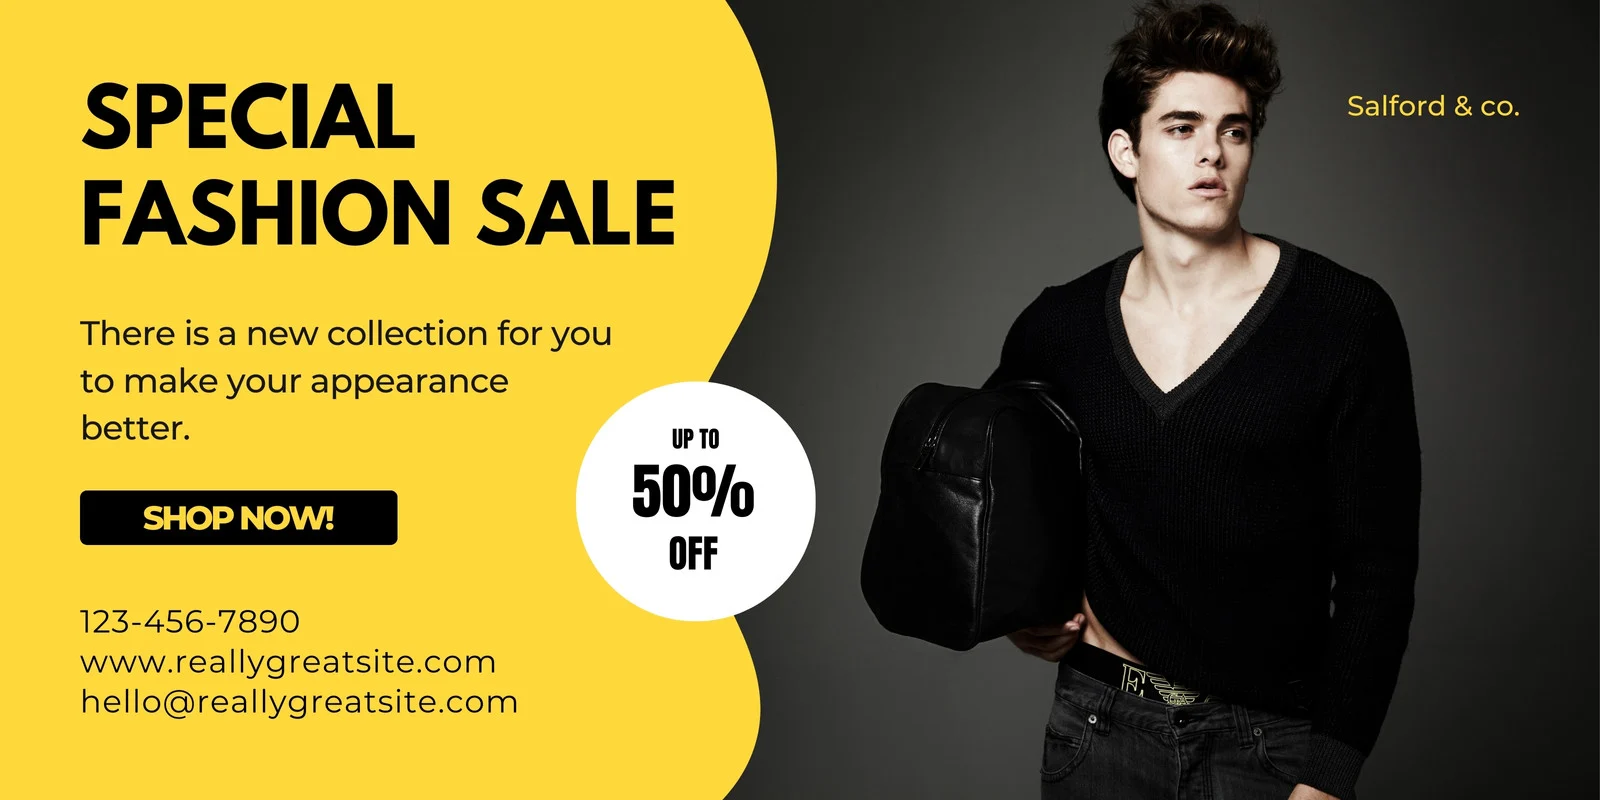 SPECIAL
FASHION SALE
There is a new collection for you
to make your appearance
better.
SHOP NOW!
123-456-7890
www.reallygreatsite.com
hello@reallygreatsite.com
UP TO
50%
OFF
Salford & co.